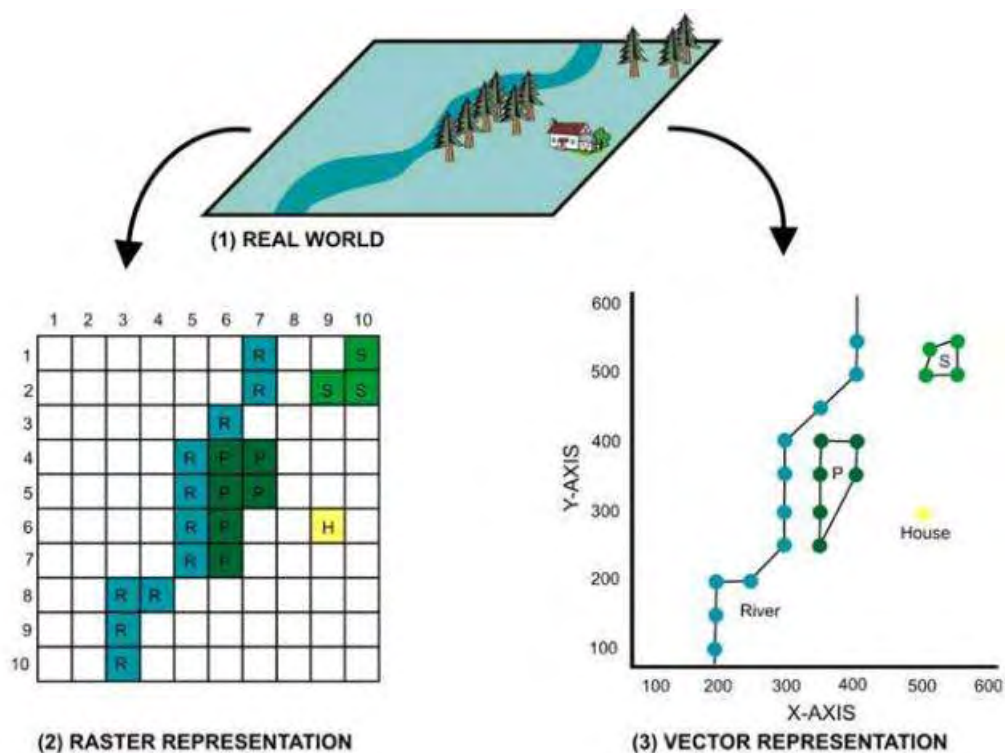 (1) REAL WORLD
1 2 3 4 5 6 7 8 9 10
1 R S
2 R S S
3 R
4 R P P
5 R P P
6 R P H
7 R P
8 R R
9 R
10 R
(2) RASTER REPRESENTATION
600
500
400
300
200
100
Y-AXIS
S
P
House
River
100 200 300 400 500 600
X-AXIS
(3) VECTOR REPRESENTATION